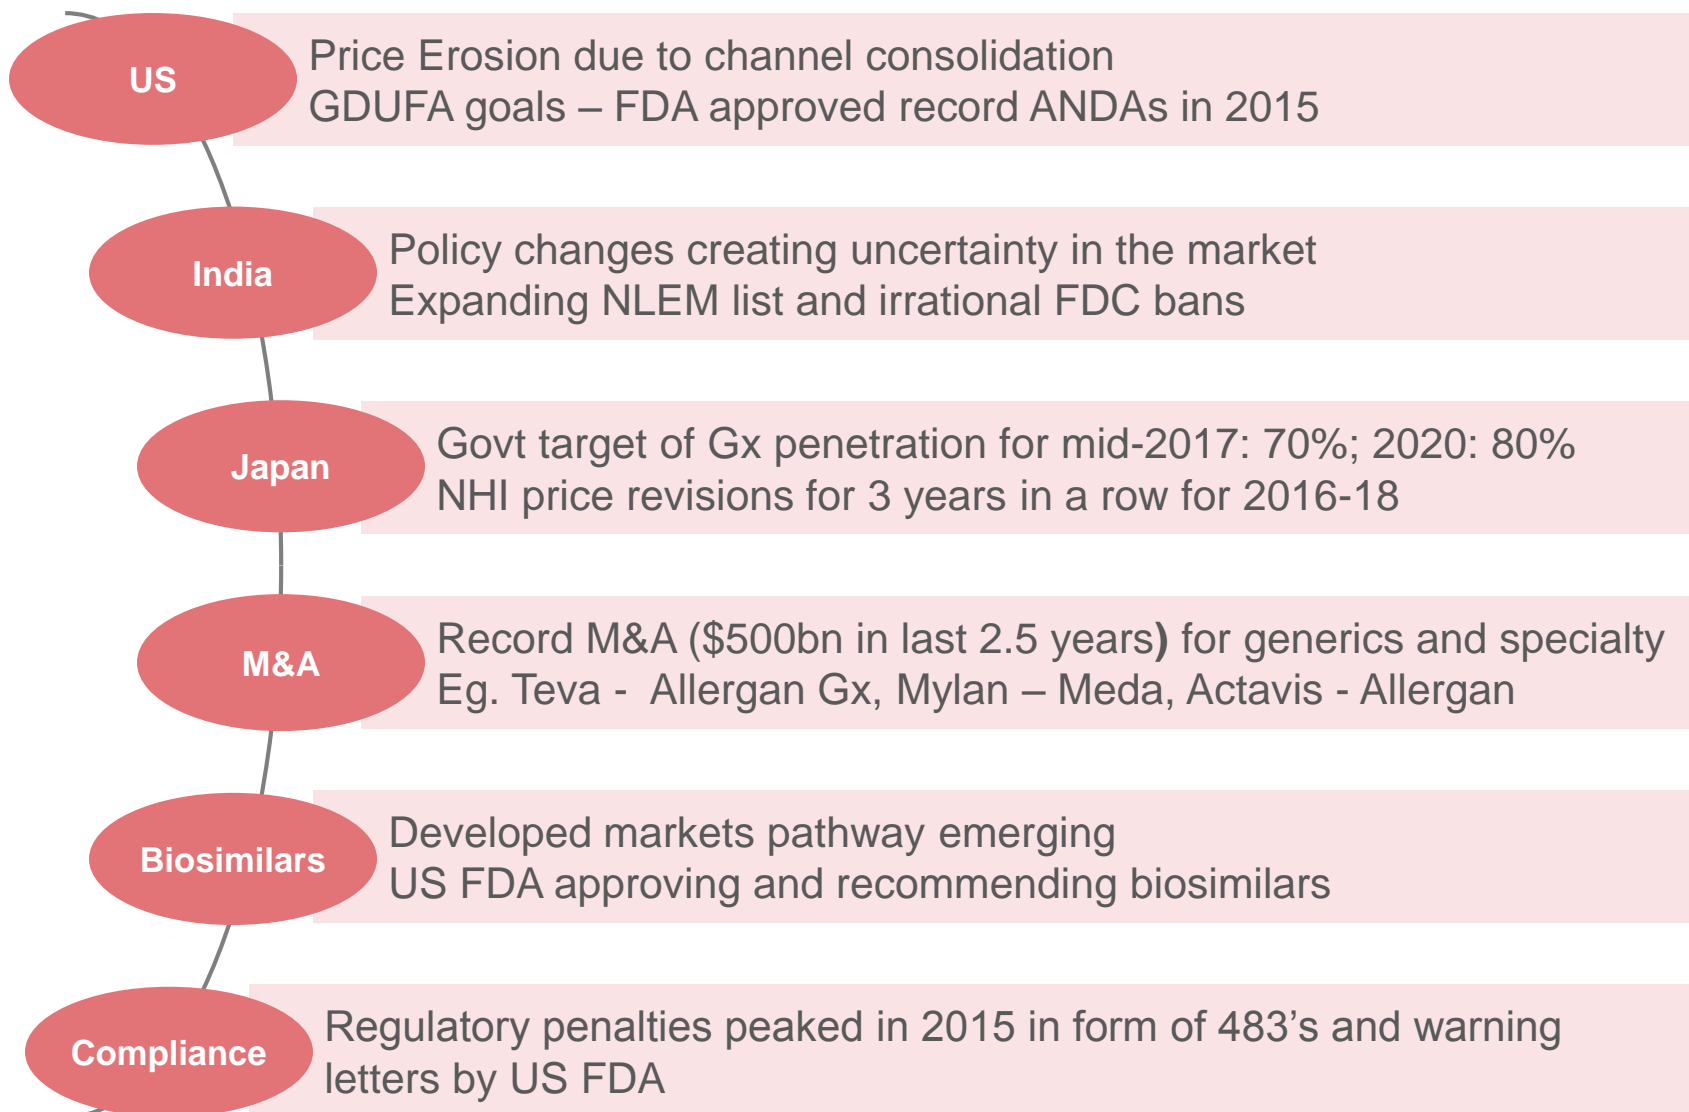 US
Price Erosion due to channel consolidation
GDUFA goals – FDA approved record ANDAs in 2015
India
Policy changes creating uncertainty in the market
Expanding NLEM list and irrational FDC bans
Japan
Govt target of Gx penetration for mid-2017: 70%; 2020: 80%
NHI price revisions for 3 years in a row for 2016-18
M&A
Record M&A ($500bn in last 2.5 years) for generics and specialty
Eg. Teva - Allergan Gx, Mylan – Meda, Actavis - Allergan
Biosimilars
Developed markets pathway emerging
US FDA approving and recommending biosimilars
Compliance
Regulatory penalties peaked in 2015 in form of 483’s and warning
letters by US FDA